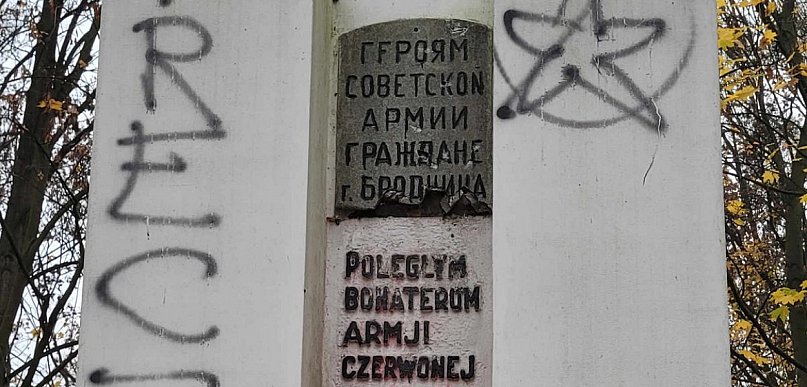 R
E
C
ГЕРОЯМ
СОВЕТСКОЙ
АРМИИ
ГРАЖДАНЕ
г. БРОДНИЦА
POLEGŁYM
BOHATEROM
ARMJI
CZERWONEJ